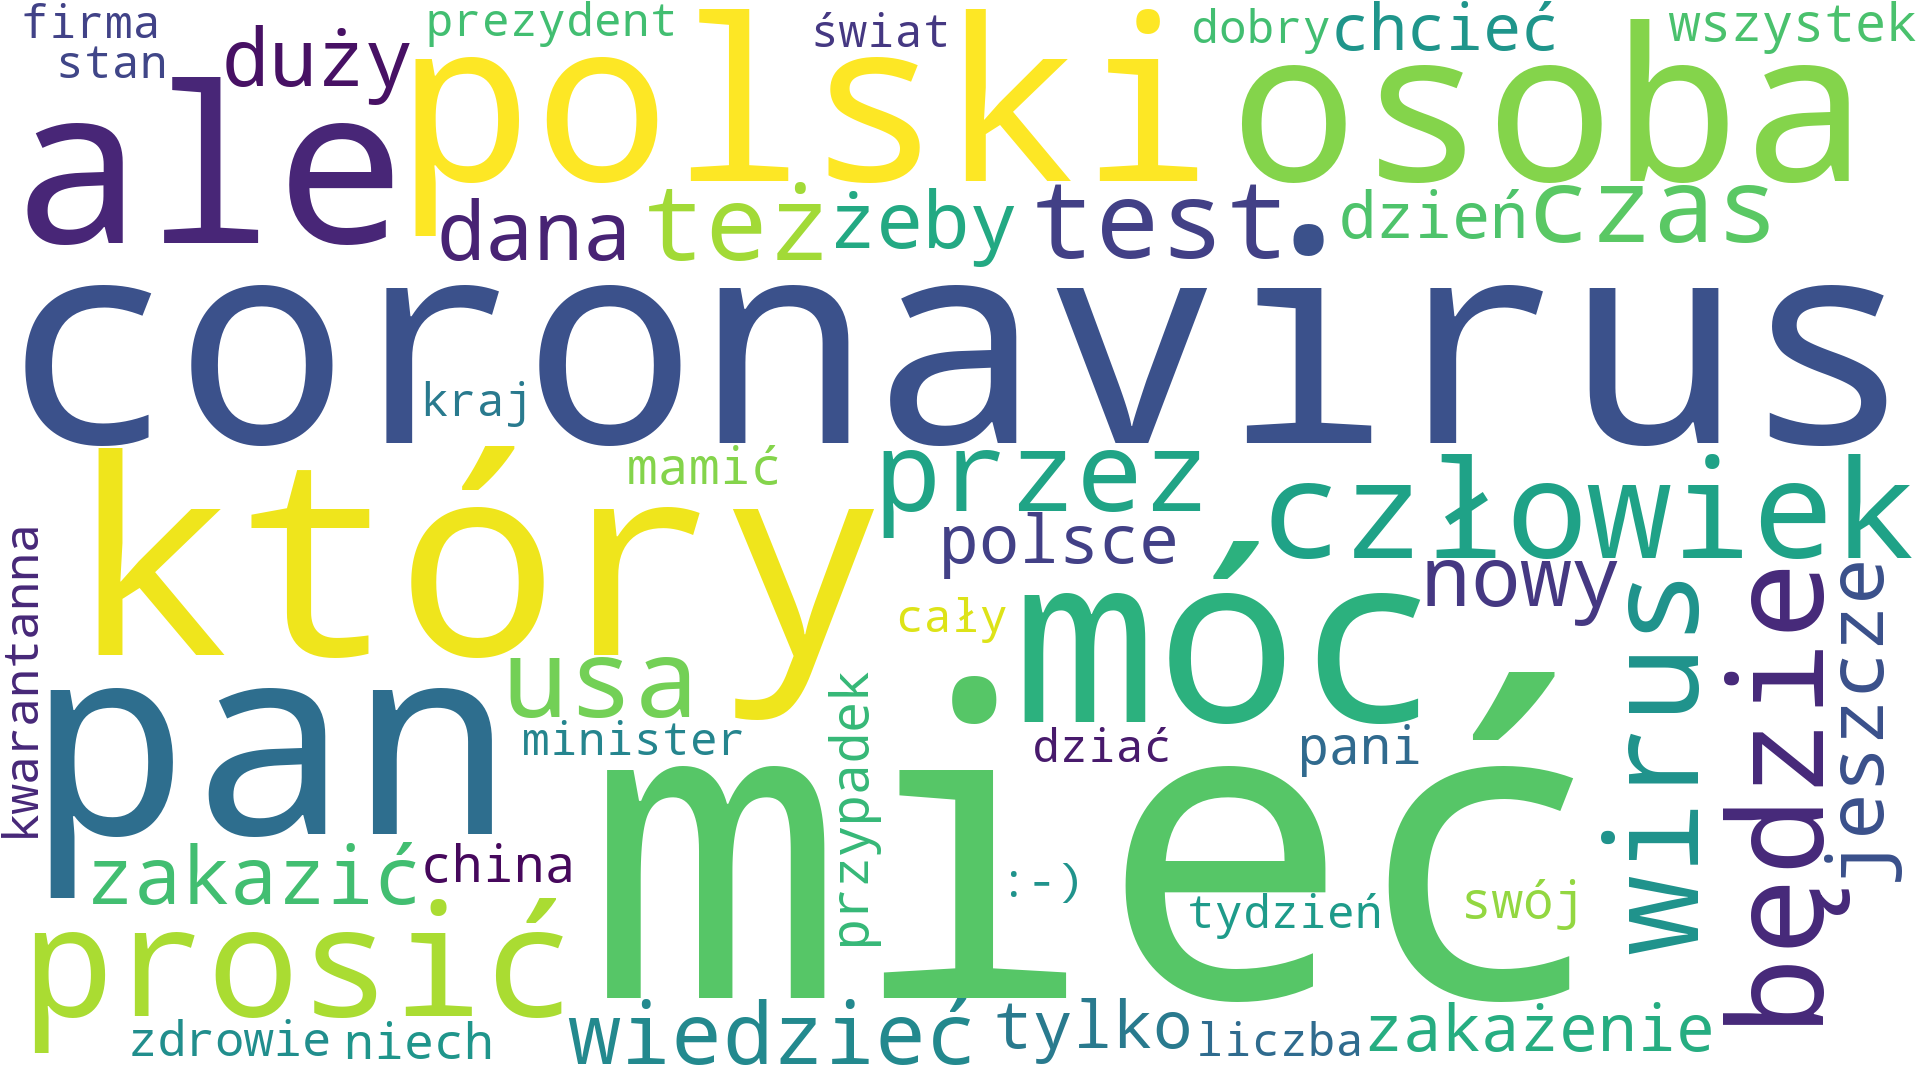 firma
prezydent
świat
dobry
chcieć
wszystek
stan
duży
polski
osoba
ale
dana
też
żeby
test
dzień
czas
coronavirus
kraj
który
mamić
przez
człowiek
polsce
nowy
kwarantanna
cały
móc
wirus
będzie
jeszcze
pan
usa
minister
przypadek
dziać
pani
mieć
zakazić
china
:-)
tydzień
swój
prosić
zdrowie
niech
wiedzieć
tylko
liczba
zakażenie